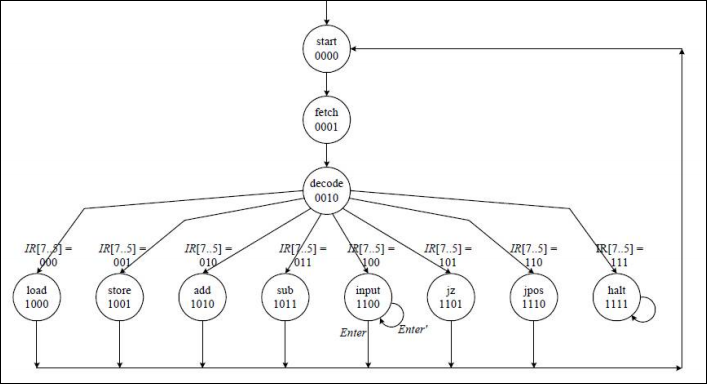 start
0000
fetch
0001
decode
0010
IR[7..5] = IR[7..5] = IR[7..5] = IR[7..5] = IR[7..5] = IR[7..5] = IR[7..5] = IR[7..5] =
000 001 010 011 100 101 110 111
load store add sub input jz jpos halt
1000 1001 1010 1011 1100 1101 1110 1111
Enter Enter'